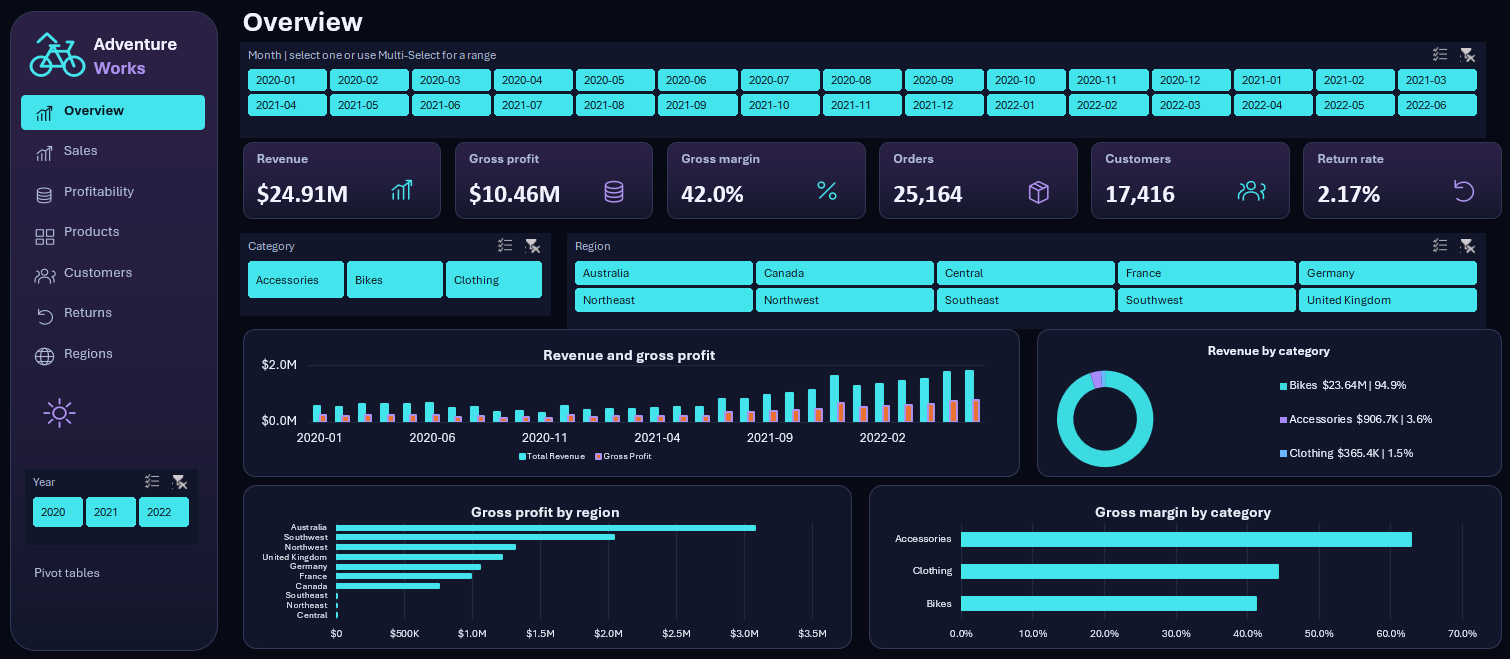 Adventure
Works
Overview
Sales
Profitability
Products
Customers
Returns
Regions
Year
2020 2021 2022
Pivot tables
Overview
Month | select one or use Multi-Select for a range
2020-01 2020-02 2020-03 2020-04 2020-05 2020-06 2020-07 2020-08 2020-09 2020-10 2020-11 2020-12 2021-01 2021-02 2021-03
2021-04 2021-05 2021-06 2021-07 2021-08 2021-09 2021-10 2021-11 2021-12 2022-01 2022-02 2022-03 2022-04 2022-05 2022-06
Revenue Gross profit Gross margin Orders Customers Return rate
$24.91M $10.46M 42.0% 25,164 17,416 2.17%
Category
Accessories Bikes Clothing
Region
Australia Canada Central France Germany
Northeast Northwest Southeast Southwest United Kingdom
Revenue and gross profit
$2.0M
$0.0M
2020-01 2020-06 2020-11 2021-04 2021-09 2022-02
Total Revenue Gross Profit
Revenue by category
Bikes $23.64M | 94.9%
Accessories $906.7K | 3.6%
Clothing $365.4K | 1.5%
Gross profit by region
Australia
Southwest
Northwest
United Kingdom
Germany
France
Canada
Southeast
Northeast
Central
$0 $500K $1.0M $1.5M $2.0M $2.5M $3.0M $3.5M
Gross margin by category
Accessories
Clothing
Bikes
0.0% 10.0% 20.0% 30.0% 40.0% 50.0% 60.0% 70.0%